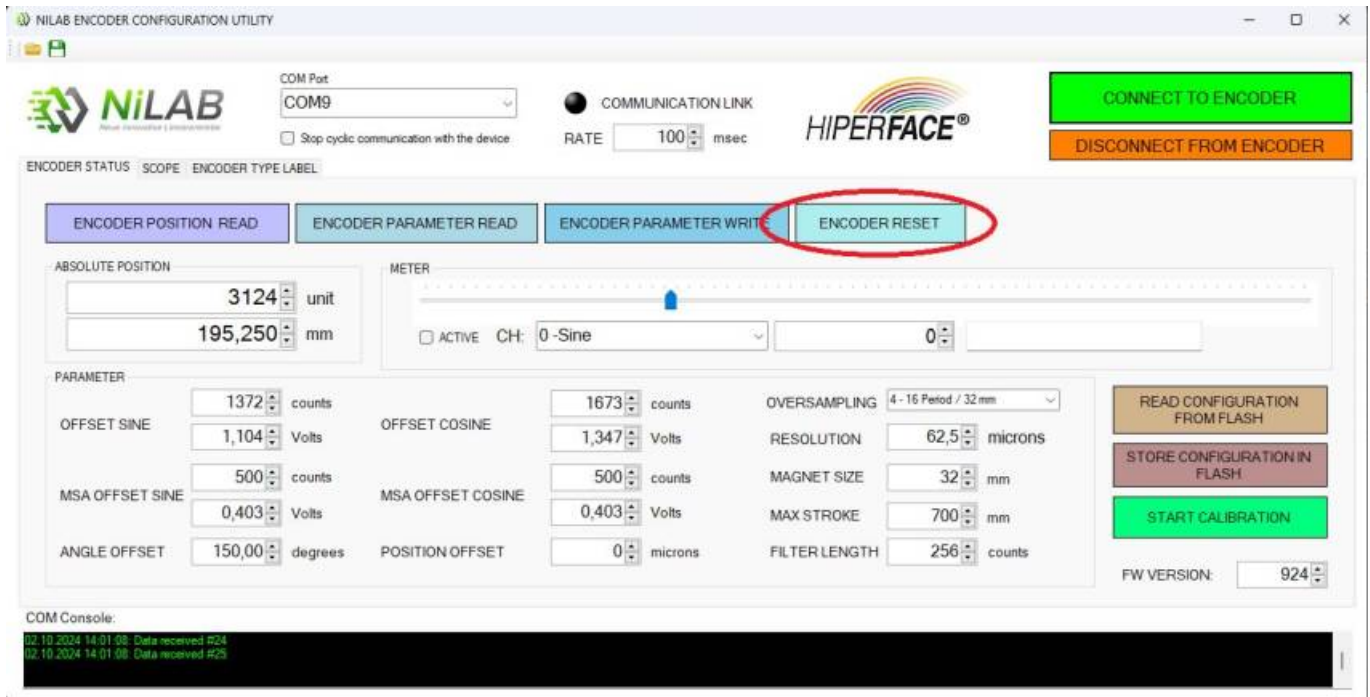 NILAB ENCODER CONFIGURATION UTILITY
COM Port
NiLAB
COM9
COMMUNICATION LINK
HIPERFACE®
CONNECT TO ENCODER
Stop cyclic communication with the device
RATE 100 msec
DISCONNECT FROM ENCODER
ENCODER STATUS SCOPE ENCODER TYPE LABEL
ENCODER POSITION READ ENCODER PARAMETER READ ENCODER PARAMETER WRITE ENCODER RESET
ABSOLUTE POSITION
3124 unit
195,250 mm
METER
ACTIVE CH: 0 -Sine 0
PARAMETER
OFFSET SINE
1372 counts
1,104 Volts
OFFSET COSINE
1673 counts
1,347 Volts
OVERSAMPLING 4 - 16 Period / 32 mm
RESOLUTION 62,5 microns
MSA OFFSET SINE
500 counts
0,403 Volts
MSA OFFSET COSINE
500 counts
0,403 Volts
MAGNET SIZE 32 mm
MAX STROKE 700 mm
ANGLE OFFSET 150,00 degrees
POSITION OFFSET 0 microns
FILTER LENGTH 256 counts
READ CONFIGURATION
FROM FLASH
STORE CONFIGURATION IN
FLASH
START CALIBRATION
FW VERSION: 924
COM Console:
02.10.2024 14:01:08: Data received #24
02.10.2024 14:01:08: Data received #25